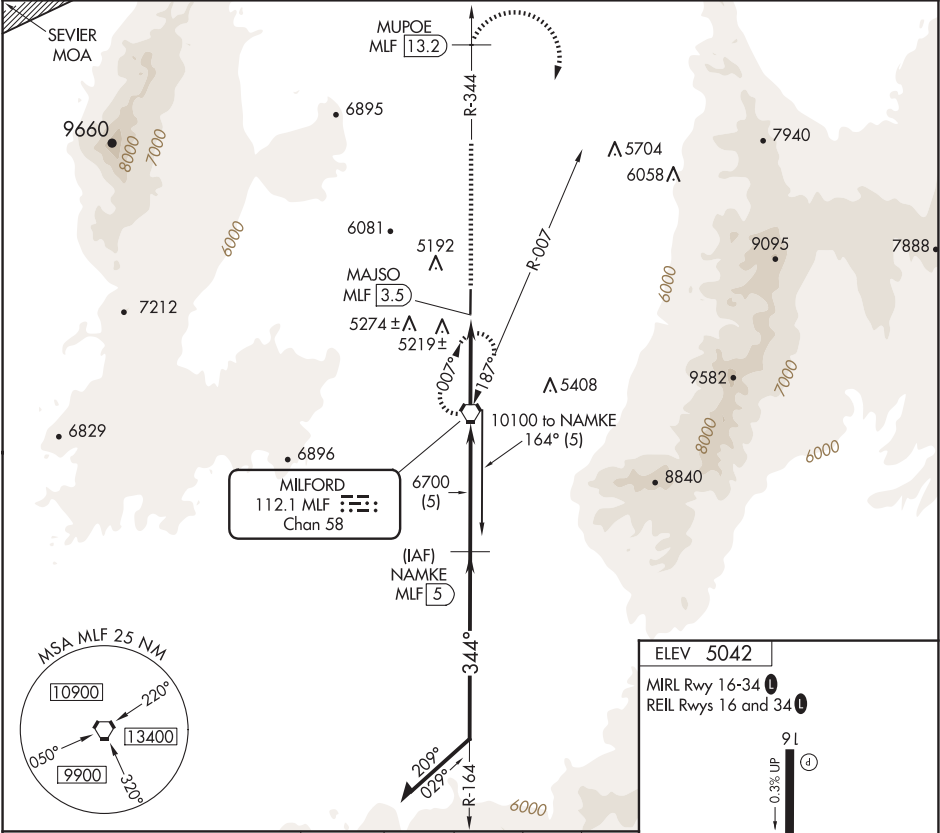 SEVIER
MOA
MUPOE
MLF 13.2
R-344
6895
9660
8000
7000
5704
6058
7940
6000
6081
5192
R-007
9095
7888
6000
MAJSO
MLF 3.5
7212
5274 ±
5219 ±
007°
187°
5408
9582
7000
10100 to NAMKE
164° (5)
8000
6000
6829
6896
8840
MILFORD
112.1 MLF
Chan 58
6700
(5)
(IAF)
NAMKE
MLF 5
344°
MSA MLF 25 NM
10900
220°
13400
050°
9900
320°
209°
029°
R-164
6000
ELEV 5042
MIRL Rwy 16-34 L
REIL Rwys 16 and 34 L
16
P
0.3% UP